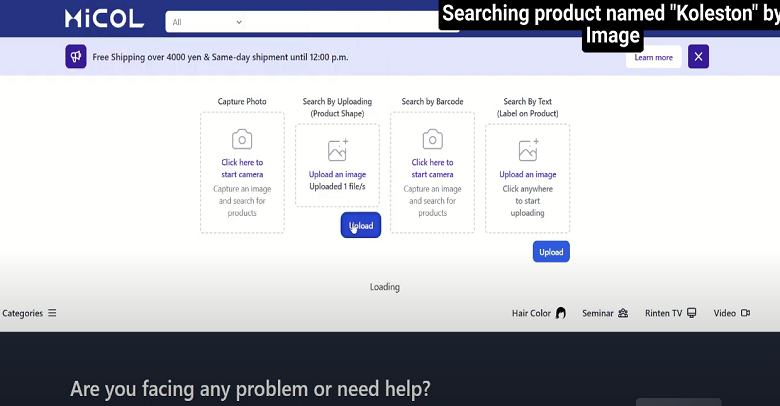 MiCOL
All
Searching product named "Koleston" by
Image
Free Shipping over 4000 yen & Same-day shipment until 12:00 p.m.
Learn more
Capture Photo
Click here to
start camera
Capture an image
and search for
products
Search By Uploading
(Product Shape)
Upload an image
Uploaded 1 file/s
Upload
Search by Barcode
Click here to
start camera
Capture an image
and search for
products
Search By Text
(Label on Product)
Upload an image
Click anywhere
to start
uploading
Upload
Loading
Categories
Hair Color
Seminar
Rinten TV
Video
Are you facing any problem or need help?